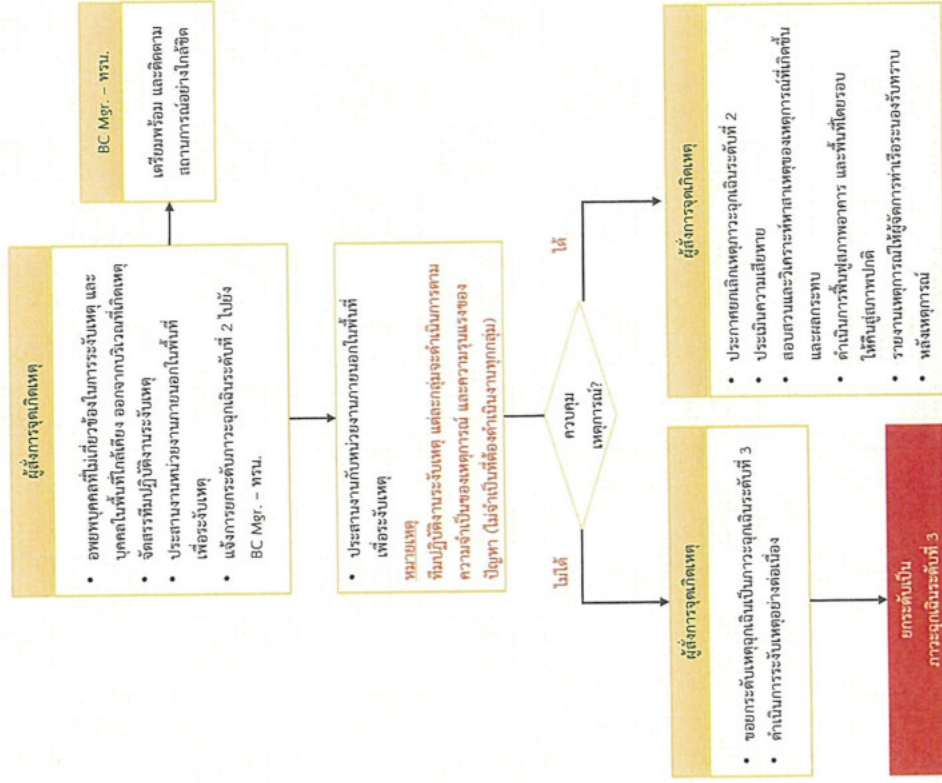 ผู้สั่งการจุดเกิดเหตุ
• อพยพบุคคลที่ไม่เกี่ยวข้องในการระงับเหตุ และ
บุคคลในพื้นที่ใกล้เคียง ออกจากบริเวณที่เกิดเหตุ
• จัดสรรทีมปฏิบัติงานระงับเหตุ
• ประสานงานหน่วยงานภายนอกในพื้นที่
เพื่อระงับเหตุ
• แจ้งการยกระดับภาวะฉุกเฉินระดับที่ 2 ไปยัง
BC Mgr. – ทรน.
BC Mgr. – ทรน.
เตรียมพร้อม และติดตาม
สถานการณ์อย่างใกล้ชิด
• ประสานงานกับหน่วยงานภายนอกในพื้นที่
เพื่อระงับเหตุ
หมายเหตุ
ทีมปฏิบัติงานระงับเหตุ แต่ละกลุ่มจะดำเนินการตาม
ความจำเป็นของเหตุการณ์ และความรุนแรงของ
ปัญหา (ไม่จำเป็นที่ต้องดำเนินงานทุกกลุ่ม)
ควบคุม
เหตุการณ์?
ไม่ได้
ได้
ผู้สั่งการจุดเกิดเหตุ
• ขอยกระดับเหตุฉุกเฉินเป็นภาวะฉุกเฉินระดับที่ 3
• ดำเนินการระงับเหตุอย่างต่อเนื่อง
ยกระดับเป็น
ภาวะฉุกเฉินระดับที่ 3
ผู้สั่งการจุดเกิดเหตุ
• ประกาศยกเลิกเหตุภาวะฉุกเฉินระดับที่ 2
• ประเมินความเสียหาย
• สอบสวนและวิเคราะห์หาสาเหตุของเหตุการณ์ที่เกิดขึ้น
และผลกระทบ
• ดำเนินการฟื้นฟูสภาพอาคาร และพื้นที่โดยรอบ
ให้คืนสู่สภาพปกติ
• รายงานเหตุการณ์ให้ผู้จัดการท่าเรือระนองรับทราบ
• หลังเหตุการณ์